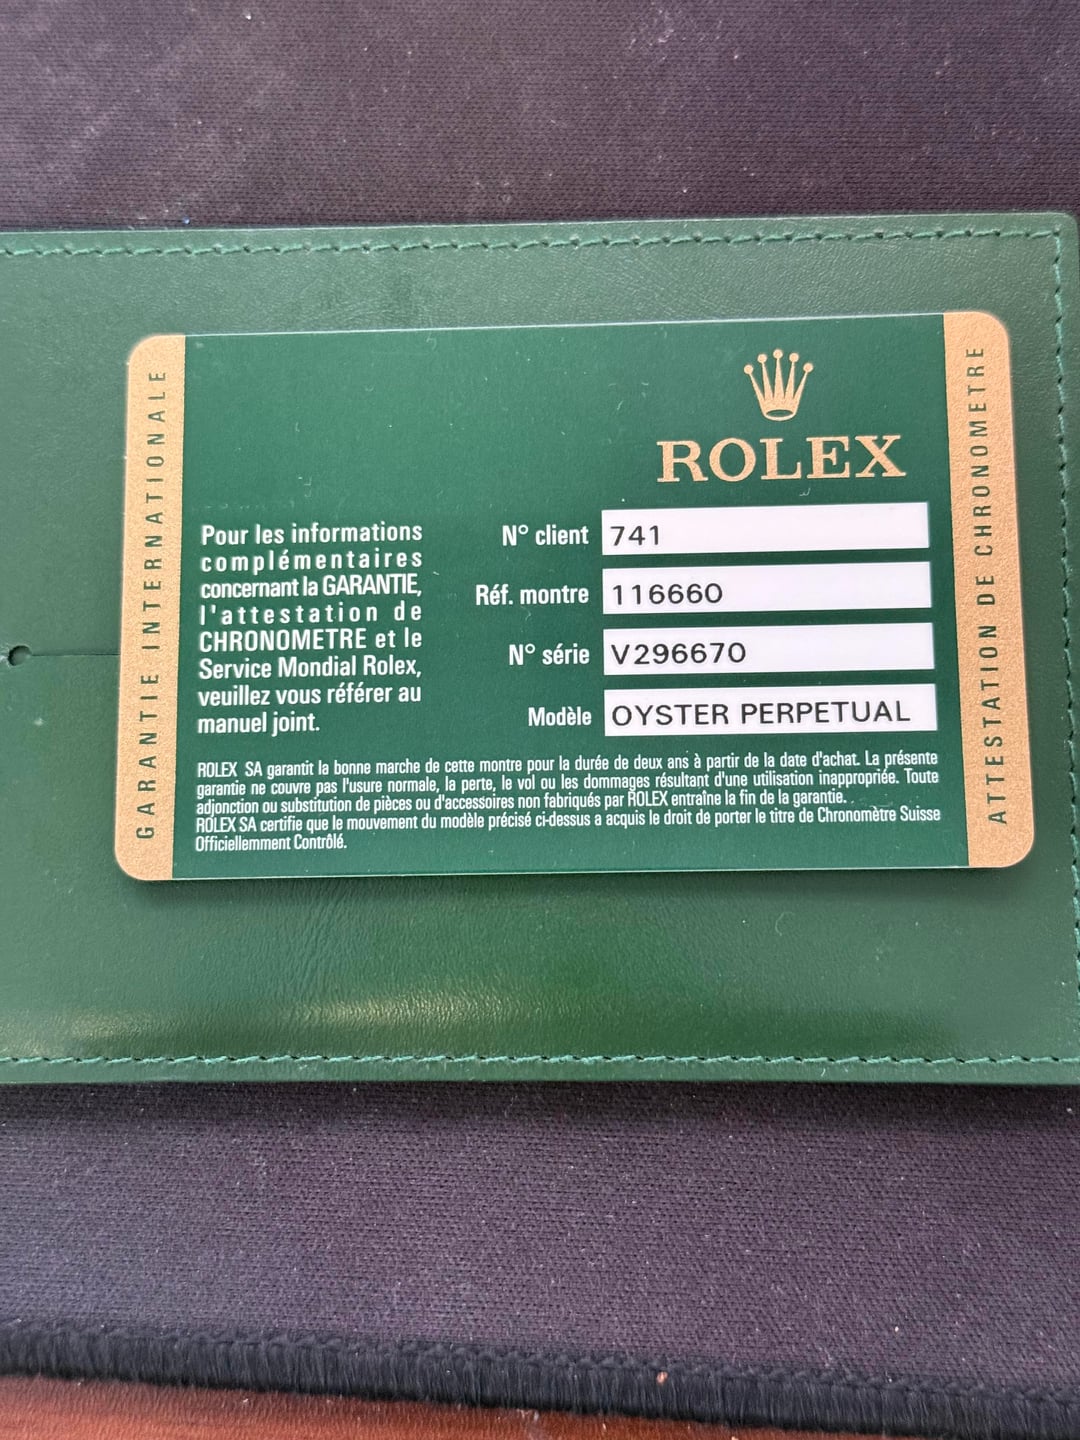 GARANTIE INTERNATIONALE
ROLEX
Pour les informations
complémentaires
concernant la GARANTIE,
l'attestation de
CHRONOMETRE et le
Service Mondial Rolex,
veuillez vous référer au
manuel joint.
N° client 741
Réf. montre 116660
N° série V296670
Modèle OYSTER PERPETUAL
ROLEX SA garantit la bonne marche de cette montre pour la durée de deux ans à partir de la date d'achat. La présente
garantie ne couvre pas l'usure normale, la perte, le vol ou les dommages résultant d'une utilisation inappropriée. Toute
adjonction ou substitution de pièces ou d'accessoires non fabriqués par ROLEX entraîne la fin de la garantie.
ROLEX SA certifie que le mouvement du modèle précisé ci-dessus a acquis le droit de porter le titre de Chronomètre Suisse
Officiellemment Contrôlé.
ATTESTATION DE CHRONOMETRE